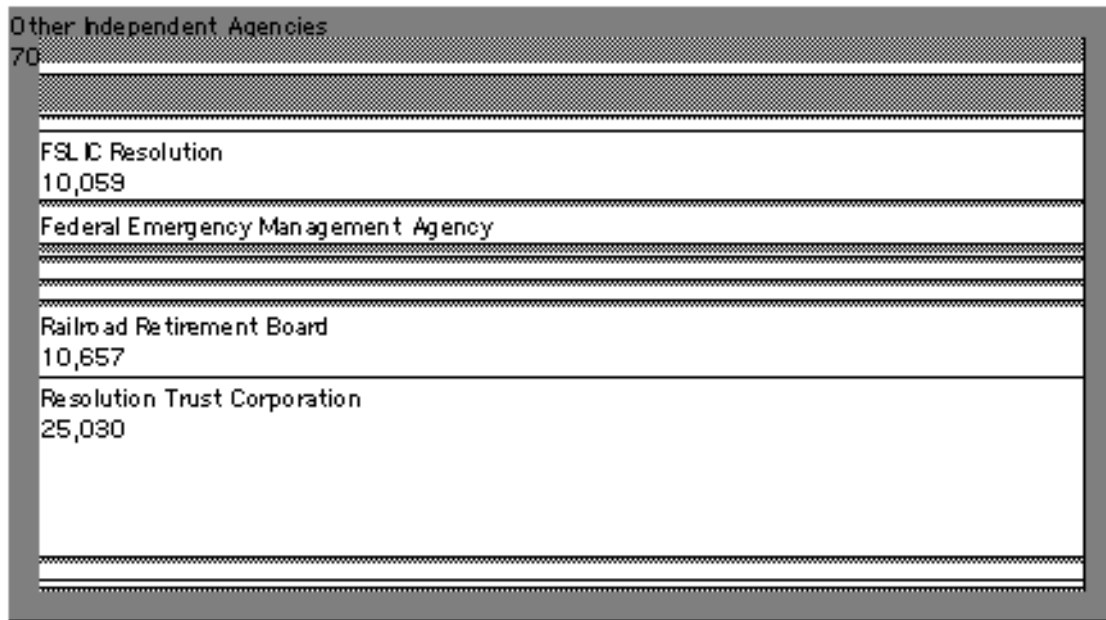 Other Independent Agencies
70
FSLIC Resolution
10,059
Federal Emergency Management Agency
Railroad Retirement Board
10,657
Resolution Trust Corporation
25,030